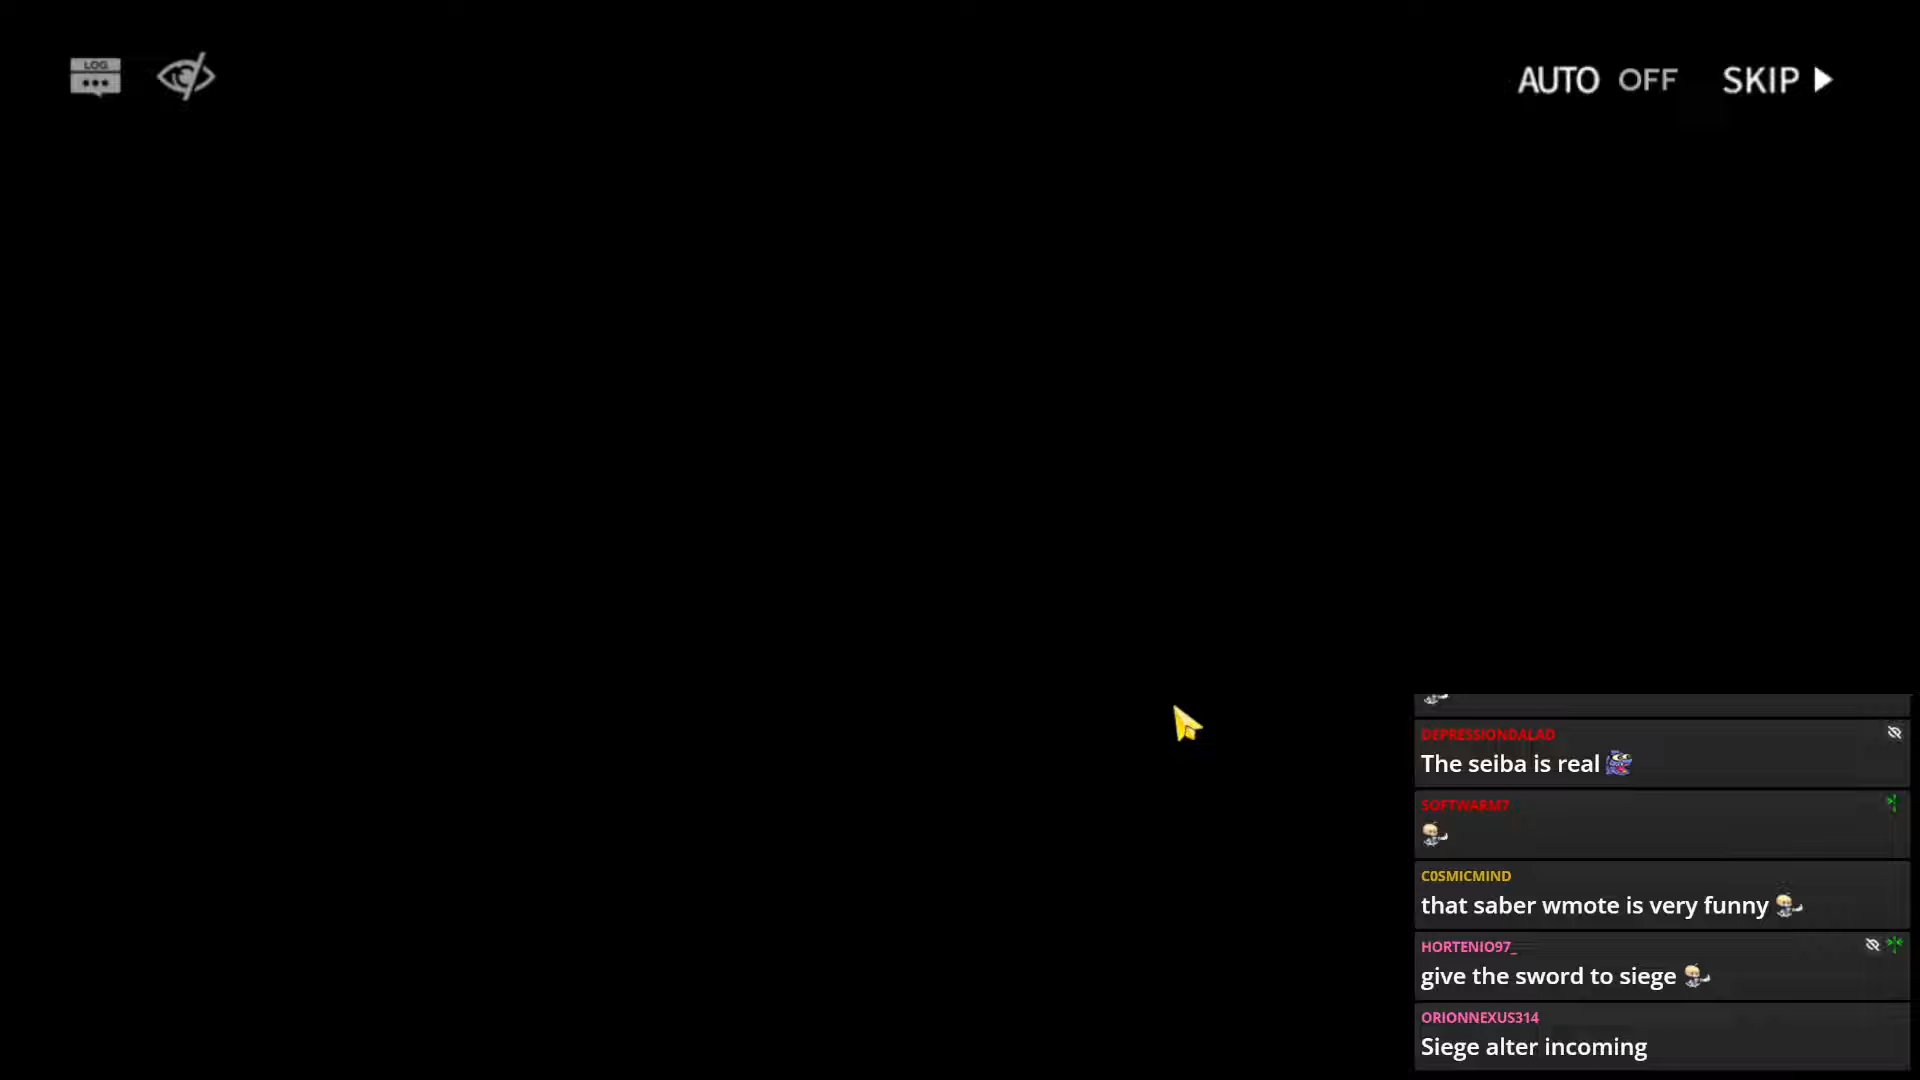 LOG
AUTO OFF SKIP
DEPRESSIONDALAD
The seiba is real
SOFTWARM7
C0SMICMIND
that saber wmote is very funny
HORTENIO97_
give the sword to siege
ORIONNEXUS314
Siege alter incoming